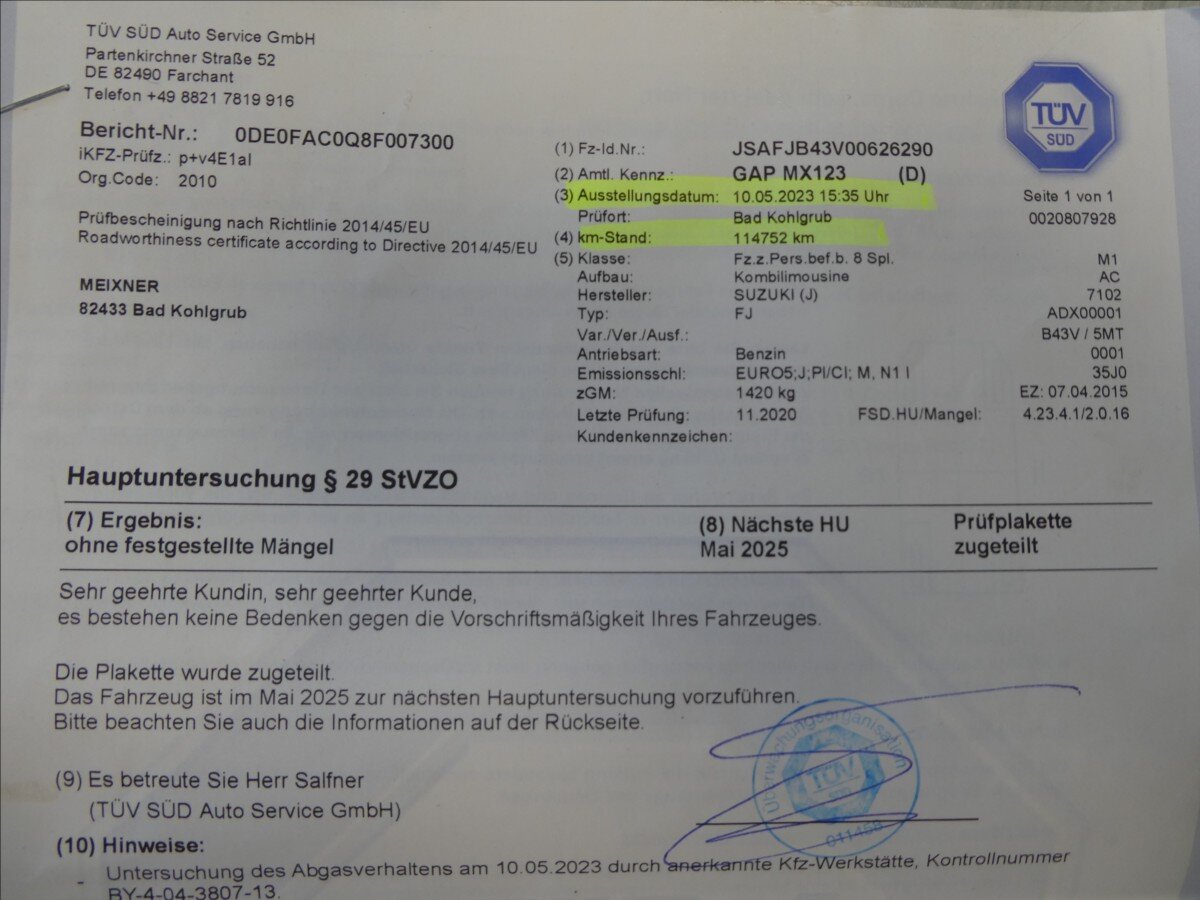 TÜV SÜD Auto Service GmbH
Partenkirchner Straße 52
DE 82490 Farchant
Telefon +49 8821 7819 916
TÜV
SÜD
Bericht-Nr.: 0DE0FAC0Q8F007300
iKFZ-Prüfz.: p+v4E1al
Org.Code: 2010
Prüfbescheinigung nach Richtlinie 2014/45/EU
Roadworthiness certificate according to Directive 2014/45/EU
MEIXNER
82433 Bad Kohlgrub
(1) Fz-Id.Nr.: JSAFJB43V00626290
(2) Amtl. Kennz.: GAP MX123 (D)
(3) Ausstellungsdatum: 10.05.2023 15:35 Uhr Seite 1 von 1
Prüfort: Bad Kohlgrub 0020807928
(4) km-Stand: 114752 km
(5) Klasse: Fz.z.Pers.bef.b. 8 Spl. M1
Aufbau: Kombilimousine AC
Hersteller: SUZUKI (J) 7102
Typ: FJ ADX00001
Var./Ver./Ausf.: B43V / 5MT
Antriebsart: Benzin 0001
Emissionsschl: EURO5;J;PI/CI; M, N1 I 35J0
zGM: 1420 kg EZ: 07.04.2015
Letzte Prüfung: 11.2020 FSD.HU/Mangel: 4.23.4.1/2.0.16
Kundenkennzeichen:
Hauptuntersuchung § 29 StVZO
(7) Ergebnis: (8) Nächste HU Prüfplakette
ohne festgestellte Mängel Mai 2025 zugeteilt
Sehr geehrte Kundin, sehr geehrter Kunde,
es bestehen keine Bedenken gegen die Vorschriftsmäßigkeit Ihres Fahrzeuges.
Die Plakette wurde zugeteilt.
Das Fahrzeug ist im Mai 2025 zur nächsten Hauptuntersuchung vorzuführen.
Bitte beachten Sie auch die Informationen auf der Rückseite.
Überwachungsorganisation
TÜV
SÜD
(9) Es betreute Sie Herr Salfner
(TÜV SÜD Auto Service GmbH)
(10) Hinweise:
- Untersuchung des Abgasverhaltens am 10.05.2023 durch anerkannte Kfz-Werkstätte, Kontrollnummer
BY-4-04-3807-13.